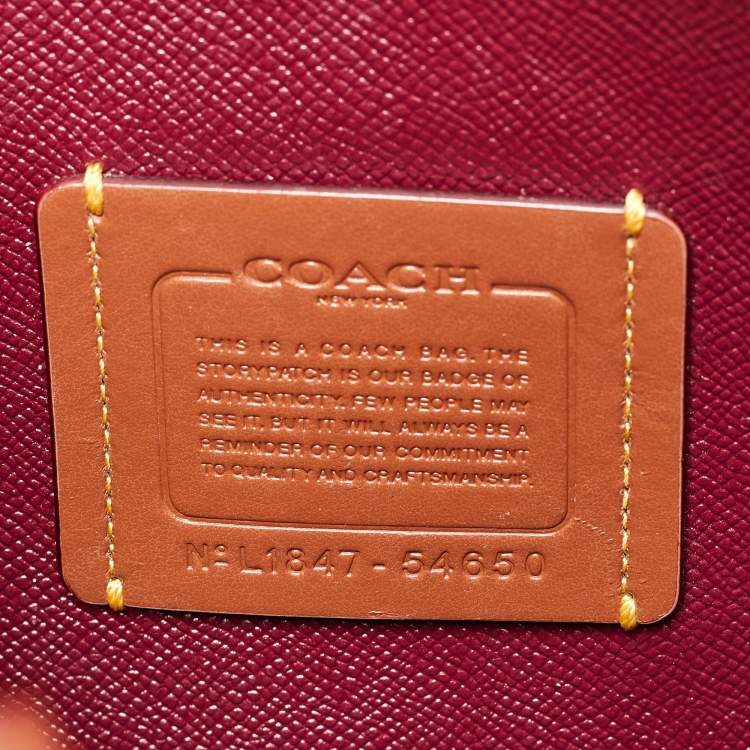 COACH
NEW YORK
THIS IS A COACH BAG. THE
STORYPATCH IS OUR BADGE OF
AUTHENTICITY. FEW PEOPLE MAY
SEE IT, BUT IT WILL ALWAYS BE A
REMINDER OF OUR COMMITMENT
TO QUALITY AND CRAFTSMANSHIP.
Nº L1847 - 54650